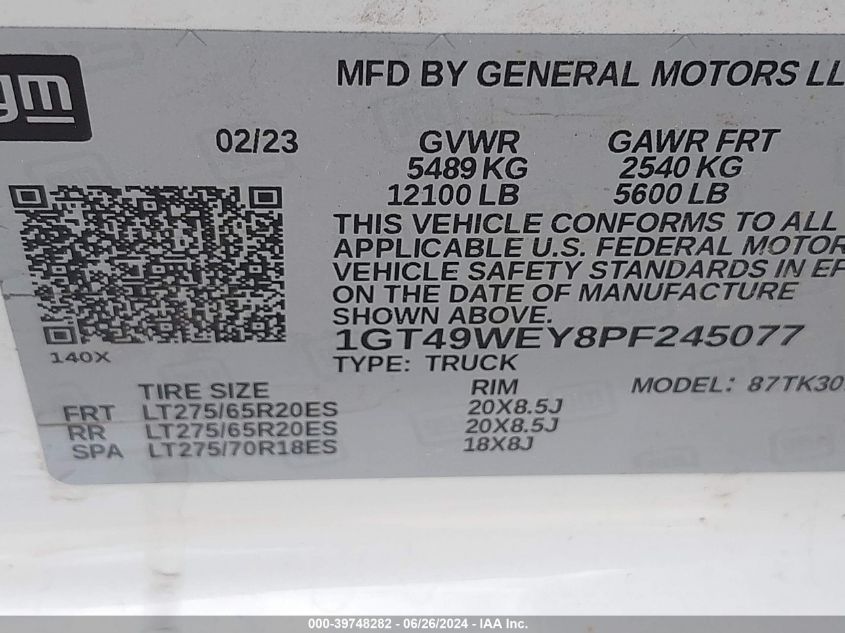 gm
MFD BY GENERAL MOTORS LL
02/23 GVWR GAWR FRT
5489 KG 2540 KG
12100 LB 5600 LB
THIS VEHICLE CONFORMS TO ALL
APPLICABLE U.S. FEDERAL MOTOR
VEHICLE SAFETY STANDARDS IN EF
ON THE DATE OF MANUFACTURE
SHOWN ABOVE.
1GT49WEY8PF245077
140X
TYPE: TRUCK
TIRE SIZE RIM MODEL: 87TK30
FRT LT275/65R20ES 20X8.5J
RR LT275/65R20ES 20X8.5J
SPA LT275/70R18ES 18X8J
000-39748282 - 06/26/2024 - IAA Inc.